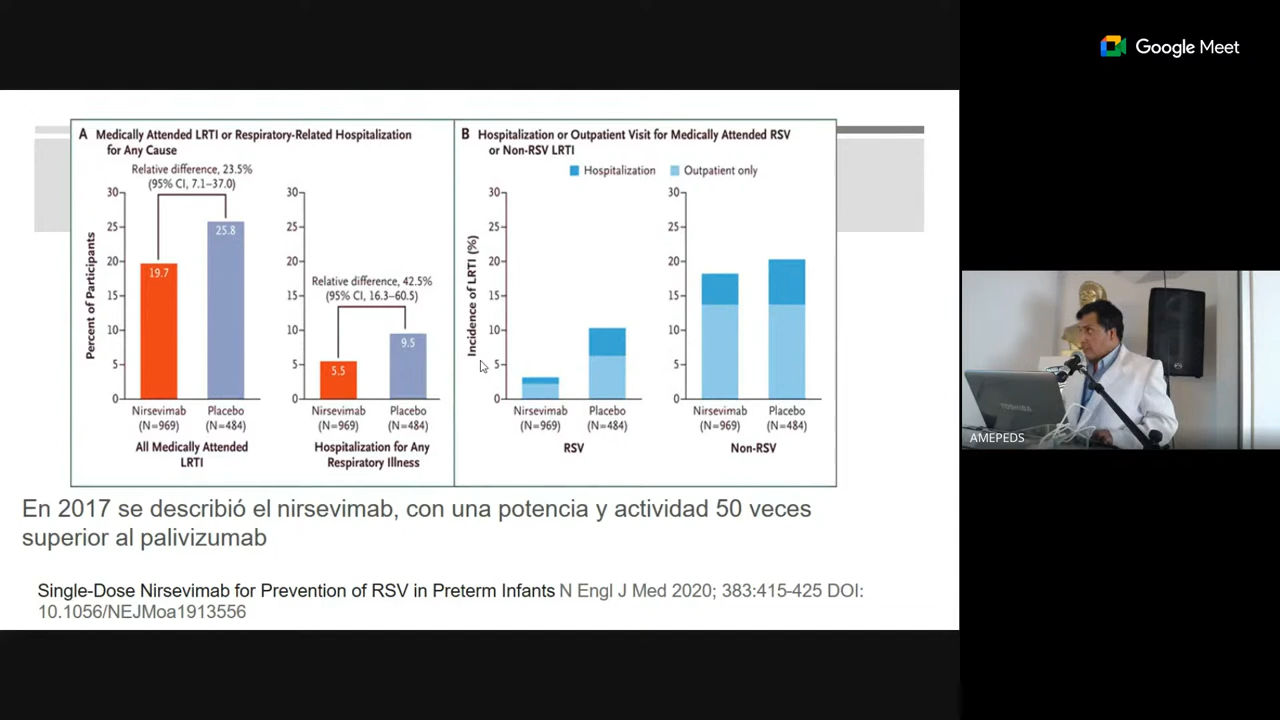 Google Meet
A Medically Attended LRTI or Respiratory-Related Hospitalization
for Any Cause
Relative difference, 23.5%
(95% CI, 7.1–37.0)
Percent of Participants
30
25
20
15
10
5
0
19.7
25.8
Nirsevimab
(N=969)
Placebo
(N=484)
All Medically Attended
LRTI
30
25
20
15
10
5
0
Relative difference, 42.5%
(95% CI, 16.3–60.5)
5.5
9.5
Nirsevimab
(N=969)
Placebo
(N=484)
Hospitalization for Any
Respiratory Illness
B Hospitalization or Outpatient Visit for Medically Attended RSV
or Non-RSV LRTI
Hospitalization
Outpatient only
Incidence of LRTI (%)
30
25
20
15
10
5
0
Nirsevimab
(N=969)
Placebo
(N=484)
RSV
30
25
20
15
10
5
0
Nirsevimab
(N=969)
Placebo
(N=484)
Non-RSV
En 2017 se describió el nirsevimab, con una potencia y actividad 50 veces
superior al palivizumab
Single-Dose Nirsevimab for Prevention of RSV in Preterm Infants N Engl J Med 2020; 383:415-425 DOI:
10.1056/NEJMoa1913556
TOSHIBA
AMEPEDS